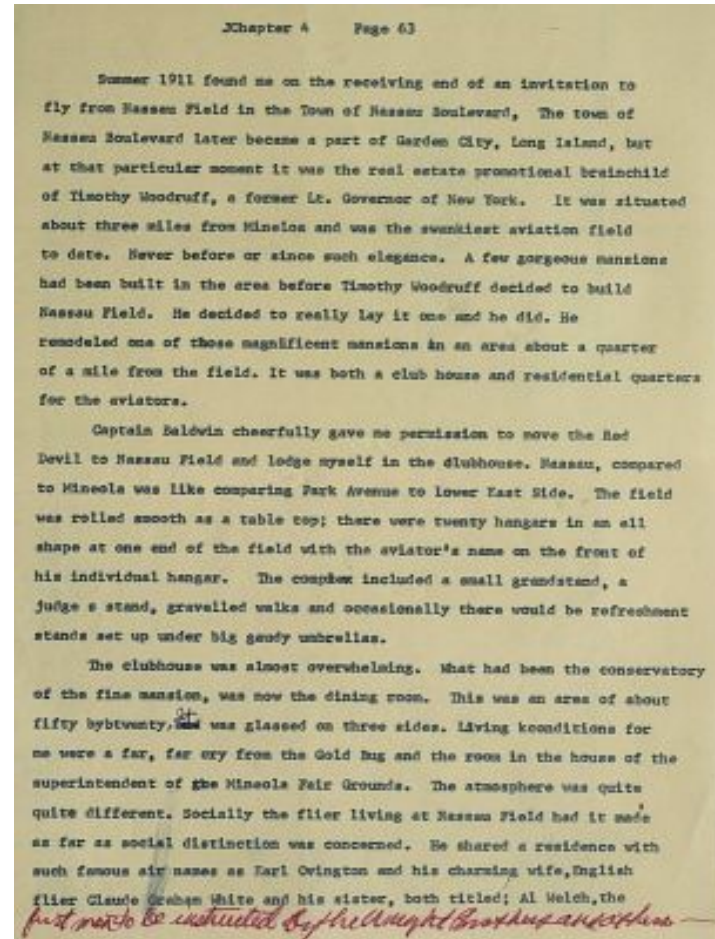 JChapter 4 Page 63
Summer 1911 found me on the receiving end of an invitation to
fly from Nassau Field in the Town of Nassau Boulevard, The town of
Nassau Boulevard later became a part of Garden City, Long Island, but
at that particular moment it was the real estate promotional brainchild
of Timothy Woodruff, a former Lt. Governor of New York. It was situated
about three miles from Mineloa and was the swankiest aviation field
to date. Never before or since such elegance. A few gorgeous mansions
had been built in the area before Timothy Woodruff decided to build
Nassau Field. He decided to really lay it one and he did. He
remodeled one of those magnificent mansions in an area about a quarter
of a mile from the field. It was both a club house and residential quarters
for the aviators.
Captain Baldwin cheerfully gave me permission to move the Red
Devil to Nassau Field and lodge myself in the dlubhouse. Nassau, compared
to Mineola was like comparing Park Avenue to Lower East Side. The field
was rolled smooth as a table top; there were twenty hangars in an ell
shape at one end of the field with the aviator's name on the front of
his individual hangar. The complex included a small grandstand, a
judge s stand, gravelled walks and occasionally there would be refreshment
stands set up under big gaudy umbrellas.
The clubhouse was almost overwhelming. What had been the conservatory
of the fine mansion, was now the dining room. This was an area of about
fifty bybtwenty. It was glassed on three sides. Living kconditions for
me were a far, far cry from the Gold Bug and the room in the house of the
superintendent of the Mineola Fair Grounds. The atmosphere was quite
quite different. Socially the flier living at Nassau Field had it made
as far as social distinction was concerned. He shared a residence with
such famous air names as Earl Ovington and his charming wife,English
flier Glaude Graham White and his sister, both titled; Al Welch,the
first man to be instructed by the Wright Brothers and others